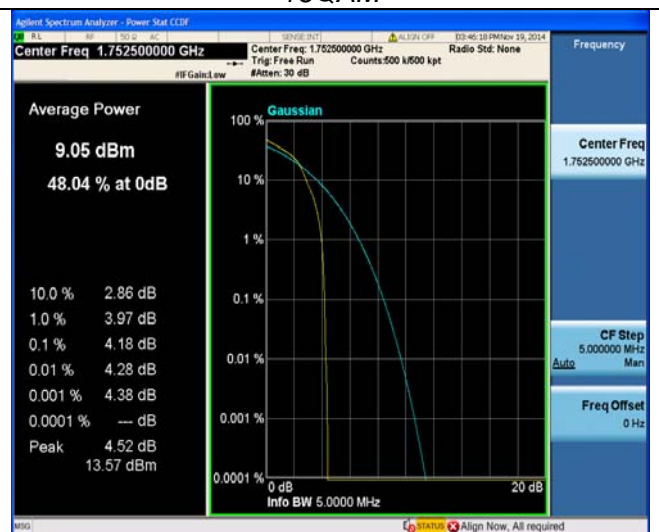 16QAM
Agilent Spectrum Analyzer - Power Stat CCDF
RL RF 50 Ω AC SENSE:INT ALIGN OFF 03:46:18 PM Nov 19, 2014
Center Freq 1.752500000 GHz
Center Freq: 1.752500000 GHz Radio Std: None
Trig: Free Run Counts:500 k/500 kpt
#IFGain:Low #Atten: 30 dB
Frequency
Average Power
9.05 dBm
48.04 % at 0dB
10.0 % 2.86 dB
1.0 % 3.97 dB
0.1 % 4.18 dB
0.01 % 4.28 dB
0.001 % 4.38 dB
0.0001 % --- dB
Peak 4.52 dB
13.57 dBm
Gaussian
100 %
10 %
1 %
0.1 %
0.01 %
0.001 %
0.0001 %
0 dB 20 dB
Info BW 5.0000 MHz
Center Freq
1.752500000 GHz
CF Step
5.000000 MHz
Auto Man
Freq Offset
0 Hz
MSG STATUS Align Now, All required